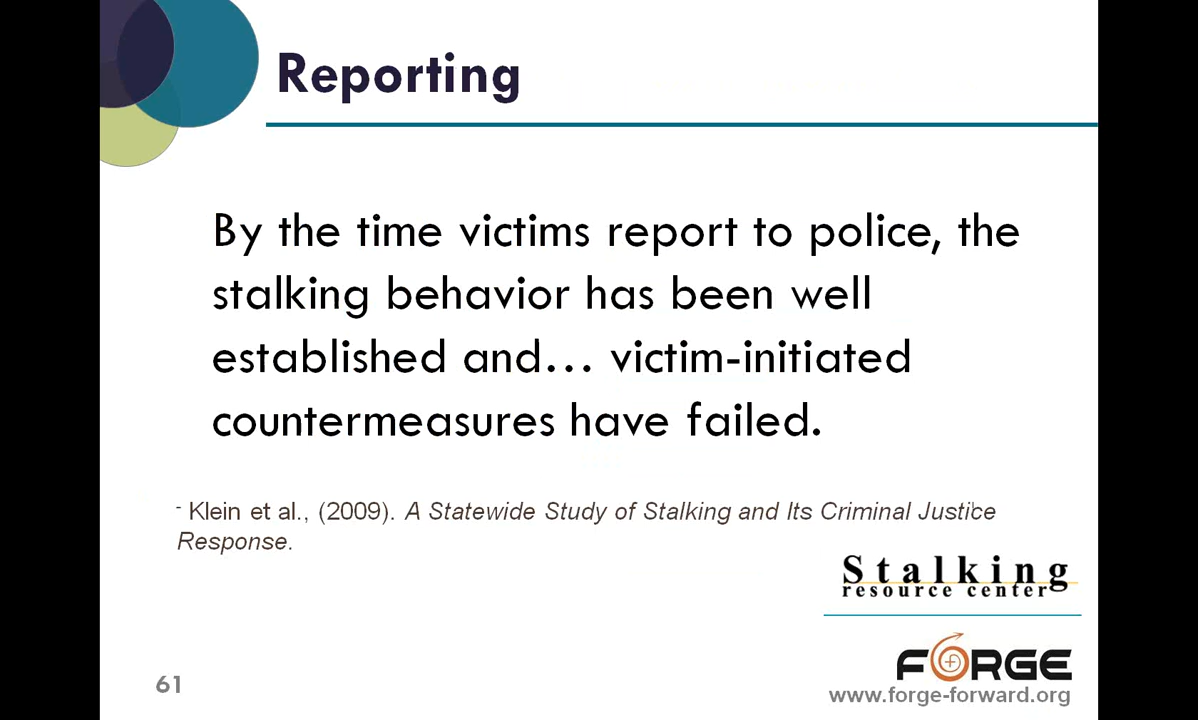 Reporting
By the time victims report to police, the
stalking behavior has been well
established and… victim-initiated
countermeasures have failed.
- Klein et al., (2009). A Statewide Study of Stalking and Its Criminal Justice
Response.
Stalking
resource center
FORGE
www.forge-forward.org
61